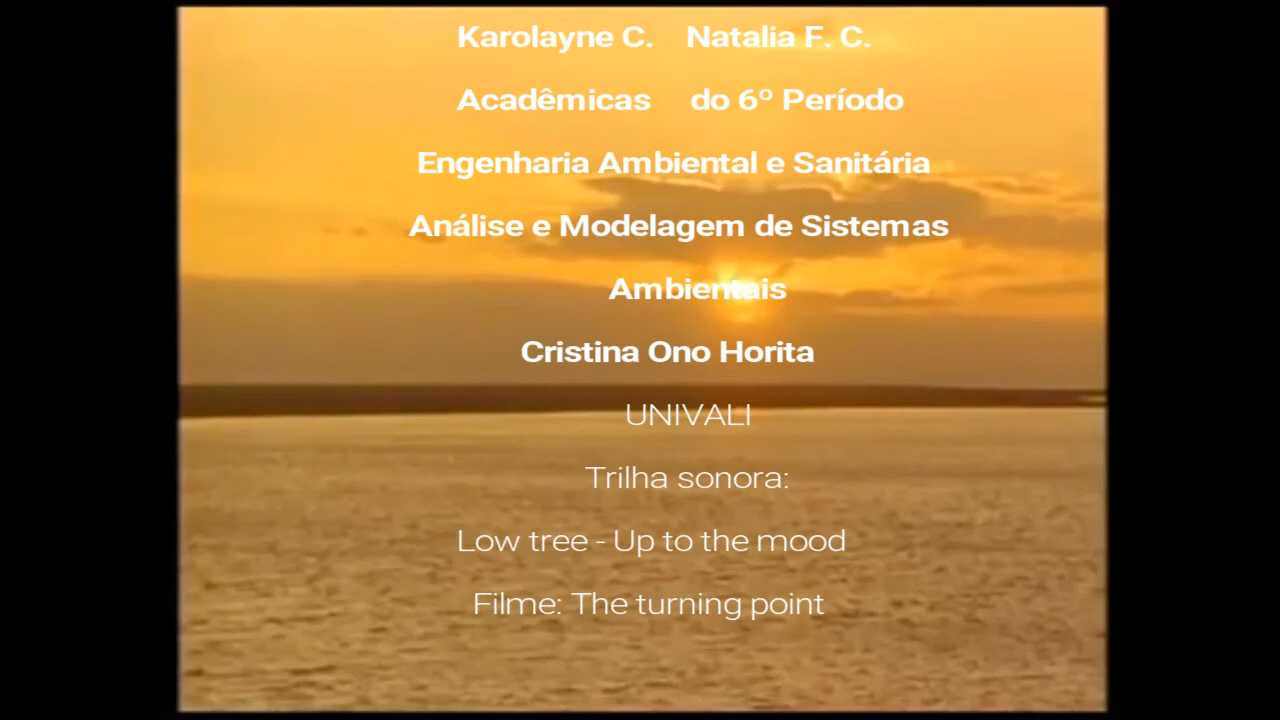 Karolayne C. Natalia F. C.
Acadêmicas do 6º Período
Engenharia Ambiental e Sanitária
Análise e Modelagem de Sistemas
Ambientais
Cristina Ono Horita
UNIVALI
Trilha sonora:
Low tree - Up to the mood
Filme: The turning point